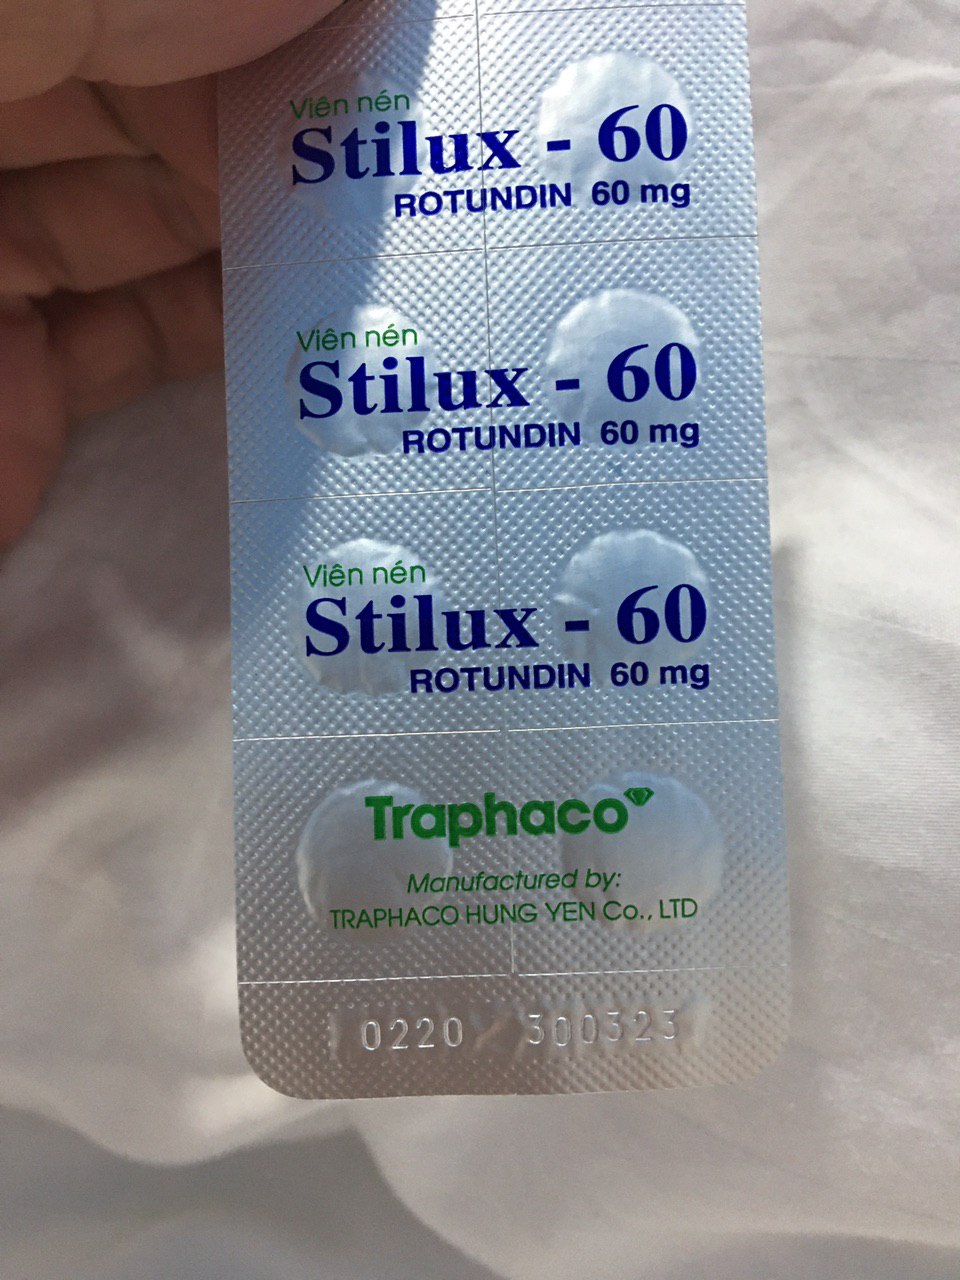 Viên nén
Stilux - 60
ROTUNDIN 60 mg
Viên nén
Stilux - 60
ROTUNDIN 60 mg
Viên nén
Stilux - 60
ROTUNDIN 60 mg
Traphaco
Manufactured by:
TRAPHACO HUNG YEN Co., LTD
0220 300323